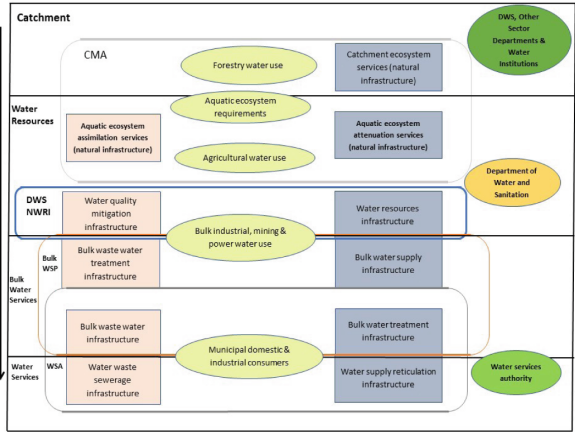 Catchment
DWS, Other
Sector
Departments &
Water
Institutions
CMA
Forestry water use
Catchment ecosystem
services (natural
infrastructure)
Water
Resources
Aquatic ecosystem
requirements
Aquatic ecosystem
assimilation services
(natural infrastructure)
Aquatic ecosystem
attenuation services
(natural infrastructure)
Agricultural water use
Department of
Water and
Sanitation
DWS
NWRI
Water quality
mitigation
infrastructure
Bulk industrial, mining &
power water use
Water resources
infrastructure
Bulk
Water
Services
Bulk
WSP
Bulk waste water
treatment
infrastructure
Bulk water supply
infrastructure
Bulk waste water
infrastructure
Bulk water treatment
infrastructure
Municipal domestic &
industrial consumers
Water
Services
WSA
Water waste
sewerage
infrastructure
Water supply reticulation
infrastructure
Water services
authority